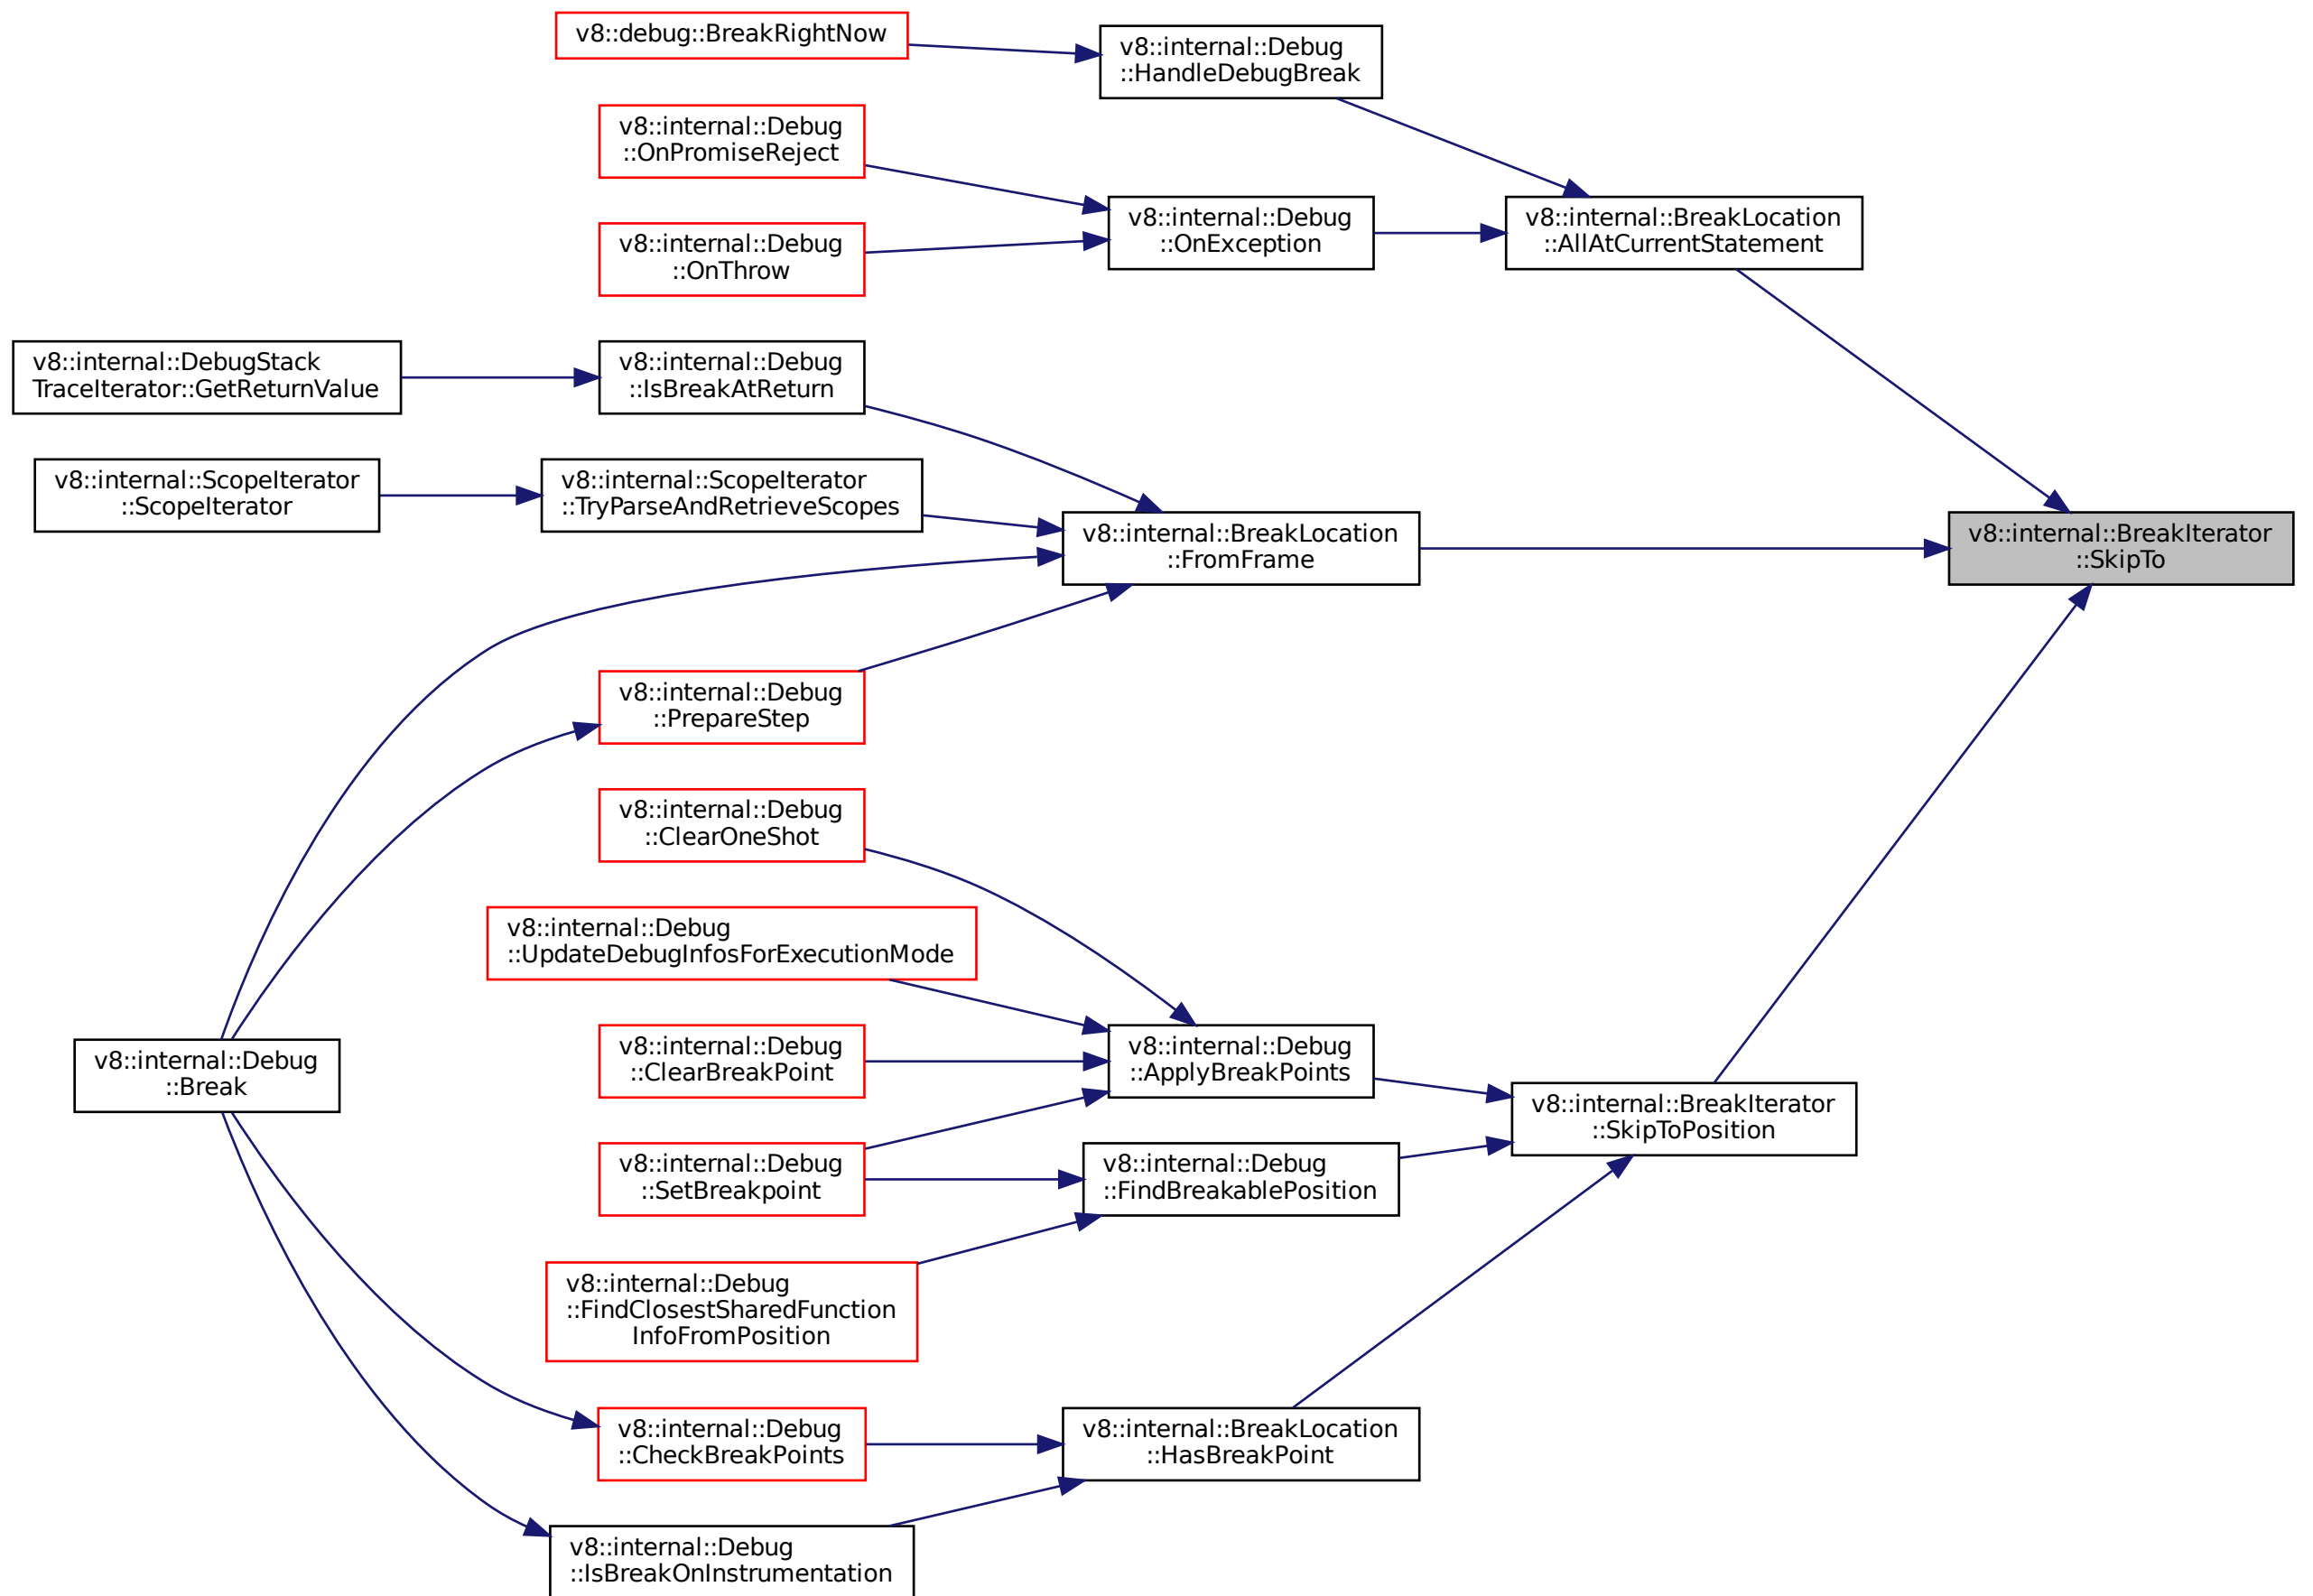 v8::debug::BreakRightNow
v8::internal::Debug
::HandleDebugBreak
v8::internal::Debug
::OnPromiseReject
v8::internal::Debug
::OnException
v8::internal::BreakLocation
::AllAtCurrentStatement
v8::internal::Debug
::OnThrow
v8::internal::DebugStack
TraceIterator::GetReturnValue
v8::internal::Debug
::IsBreakAtReturn
v8::internal::ScopeIterator
::ScopeIterator
v8::internal::ScopeIterator
::TryParseAndRetrieveScopes
v8::internal::BreakLocation
::FromFrame
v8::internal::BreakIterator
::SkipTo
v8::internal::Debug
::PrepareStep
v8::internal::Debug
::ClearOneShot
v8::internal::Debug
::UpdateDebugInfosForExecutionMode
v8::internal::Debug
::Break
v8::internal::Debug
::ClearBreakPoint
v8::internal::Debug
::ApplyBreakPoints
v8::internal::BreakIterator
::SkipToPosition
v8::internal::Debug
::SetBreakpoint
v8::internal::Debug
::FindBreakablePosition
v8::internal::Debug
::FindClosestSharedFunction
InfoFromPosition
v8::internal::Debug
::CheckBreakPoints
v8::internal::BreakLocation
::HasBreakPoint
v8::internal::Debug
::IsBreakOnInstrumentation